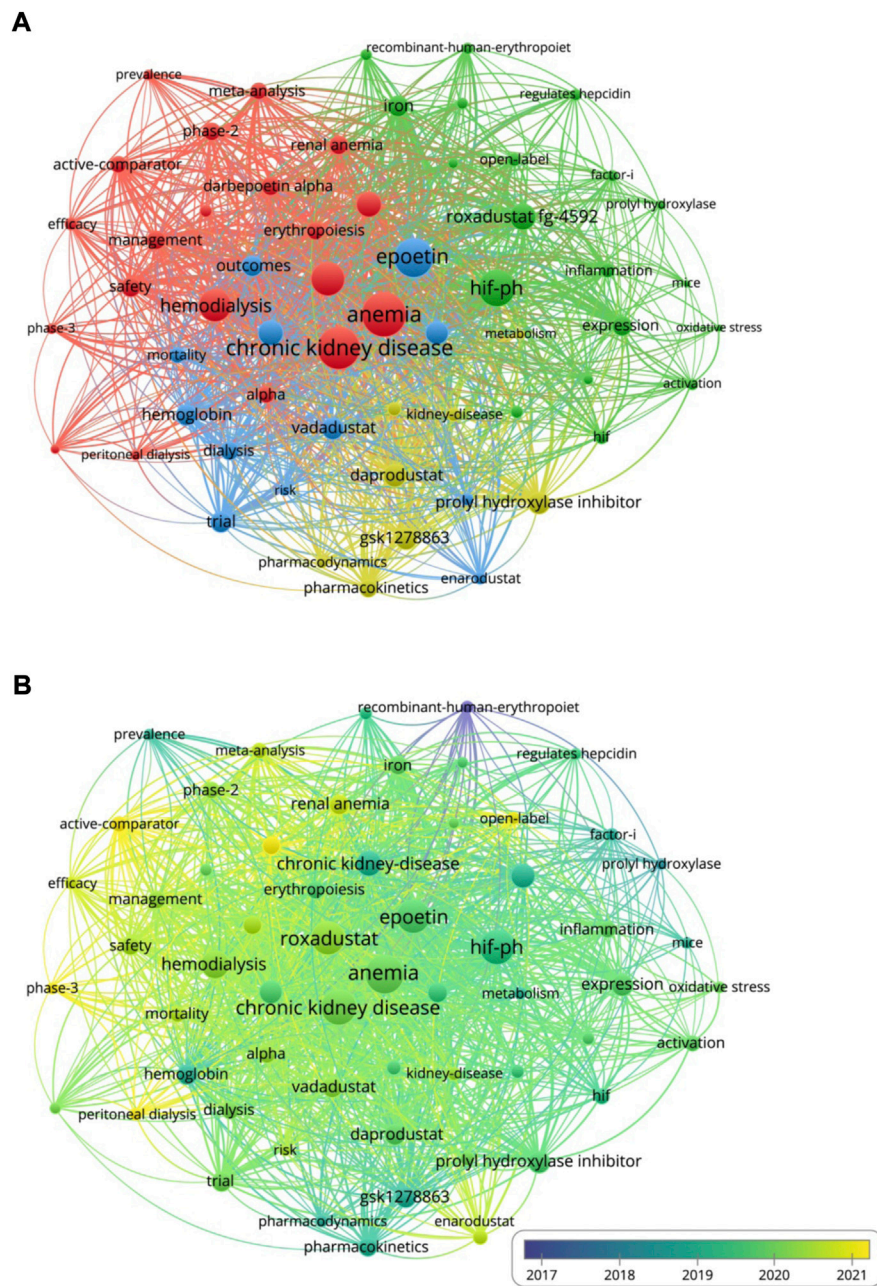 A
recombinant-human-erythropoiet
prevalence
meta-analysis
regulates hepcidin
iron
phase-2
renal anemia
open-label
active-comparator
factor-i
darbepoetin alpha
prolyl hydroxylase
roxadustat fg-4592
efficacy
erythropoiesis
management
epoetin
outcomes
inflammation
safety
hif-ph
mice
hemodialysis
anemia
phase-3
metabolism
expression
oxidative stress
chronic kidney disease
mortality
activation
alpha
hemoglobin
kidney-disease
vadadustat
hif
dialysis
peritoneal dialysis
daprodustat
risk
prolyl hydroxylase inhibitor
trial
gsk1278863
pharmacodynamics
enarodustat
pharmacokinetics
B
recombinant-human-erythropoiet
prevalence
meta-analysis
regulates hepcidin
iron
phase-2
renal anemia
open-label
active-comparator
factor-i
chronic kidney-disease
prolyl hydroxylase
efficacy
erythropoiesis
management
epoetin
inflammation
safety
roxadustat
hif-ph
mice
hemodialysis
anemia
phase-3
metabolism
expression
oxidative stress
chronic kidney disease
mortality
activation
alpha
hemoglobin
kidney-disease
vadadustat
hif
peritoneal dialysis
dialysis
daprodustat
risk
prolyl hydroxylase inhibitor
trial
gsk1278863
pharmacodynamics
enarodustat
pharmacokinetics
2017 2018 2019 2020 2021